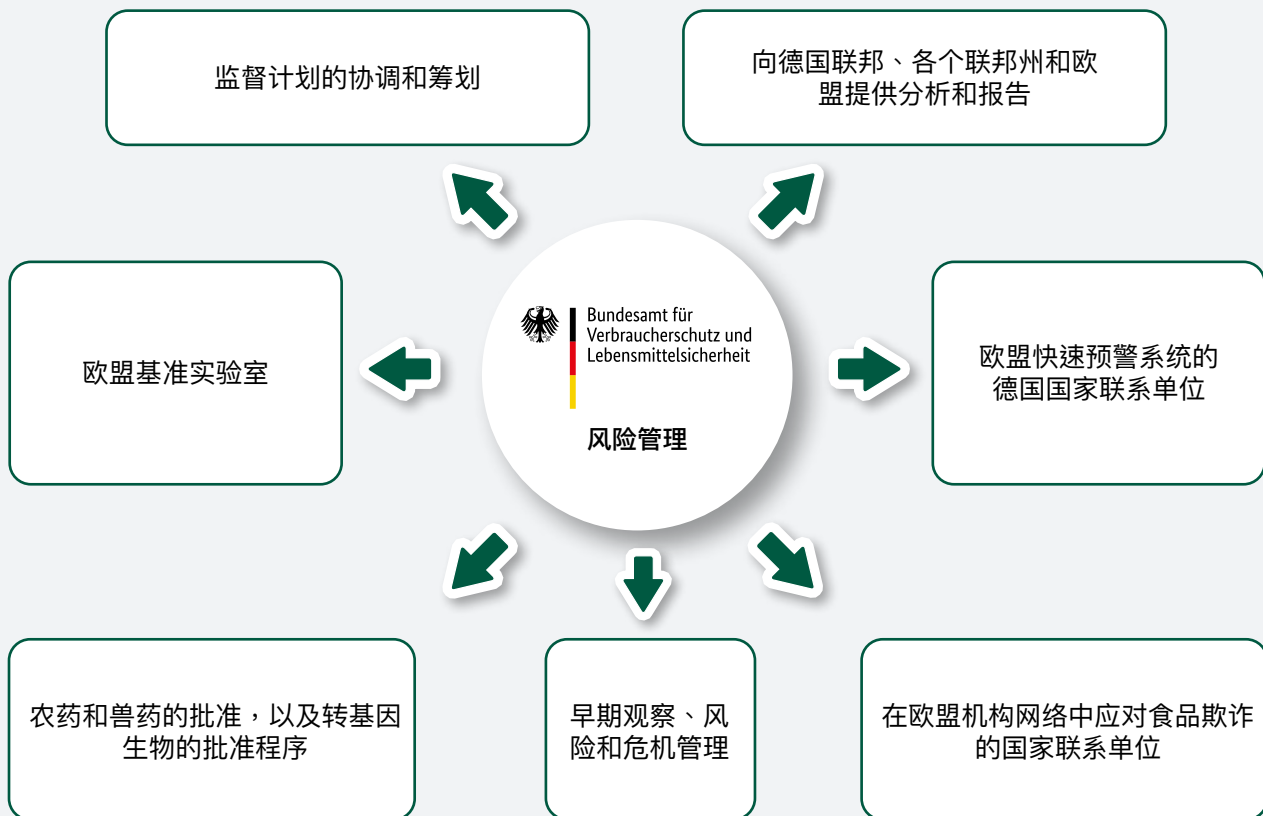 监督计划的协调和筹划
向德国联邦、各个联邦州和欧
盟提供分析和报告
Bundesamt für
Verbraucherschutz und
Lebensmittelsicherheit
风险管理
欧盟基准实验室
欧盟快速预警系统的
德国国家联系单位
农药和兽药的批准，以及转基因
生物的批准程序
早期观察、风
险和危机管理
在欧盟机构网络中应对食品欺诈
的国家联系单位